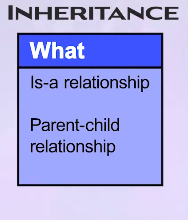 INHERITANCE
What
Is-a relationship
Parent-child
relationship